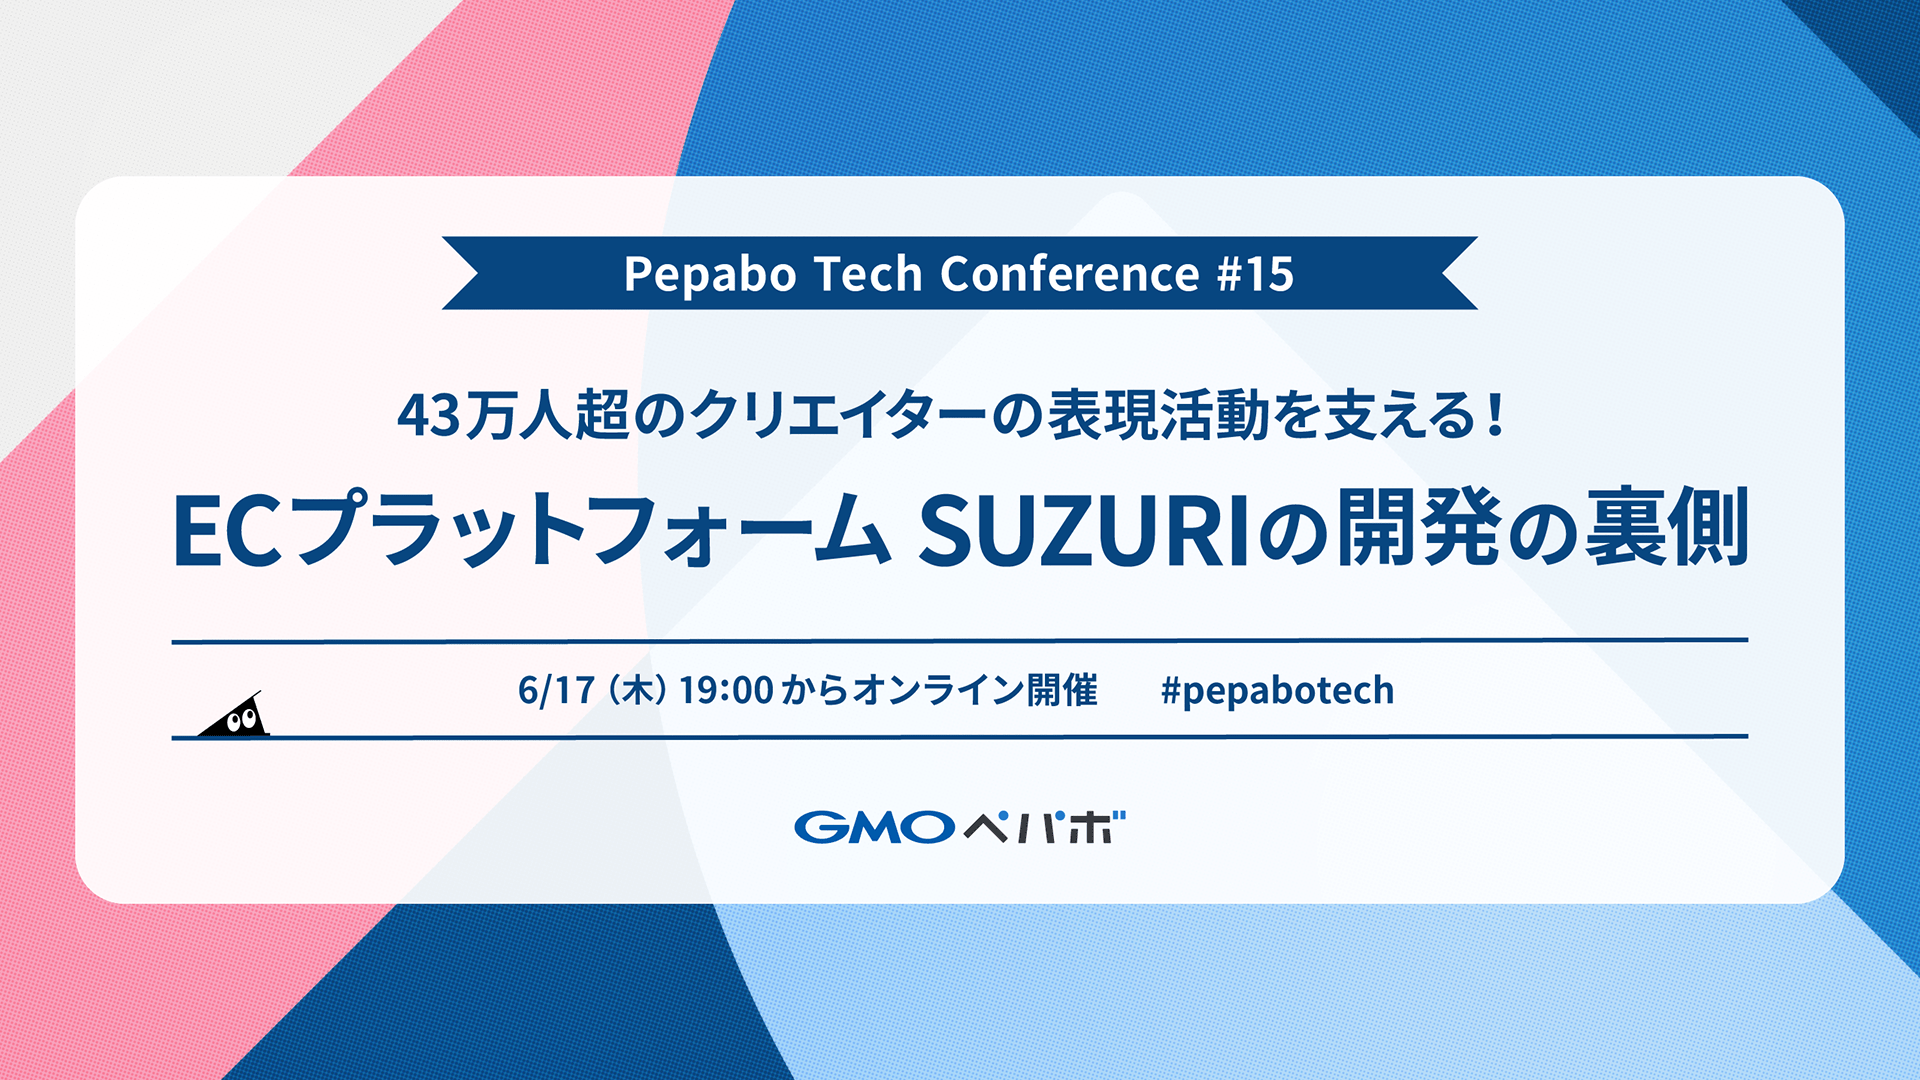 Pepabo Tech Conference #15
43万人超のクリエイターの表現活動を支える！
ECプラットフォーム SUZURIの開発の裏側
6/17（木）19:00からオンライン開催 #pepabotech
GMOペパボ